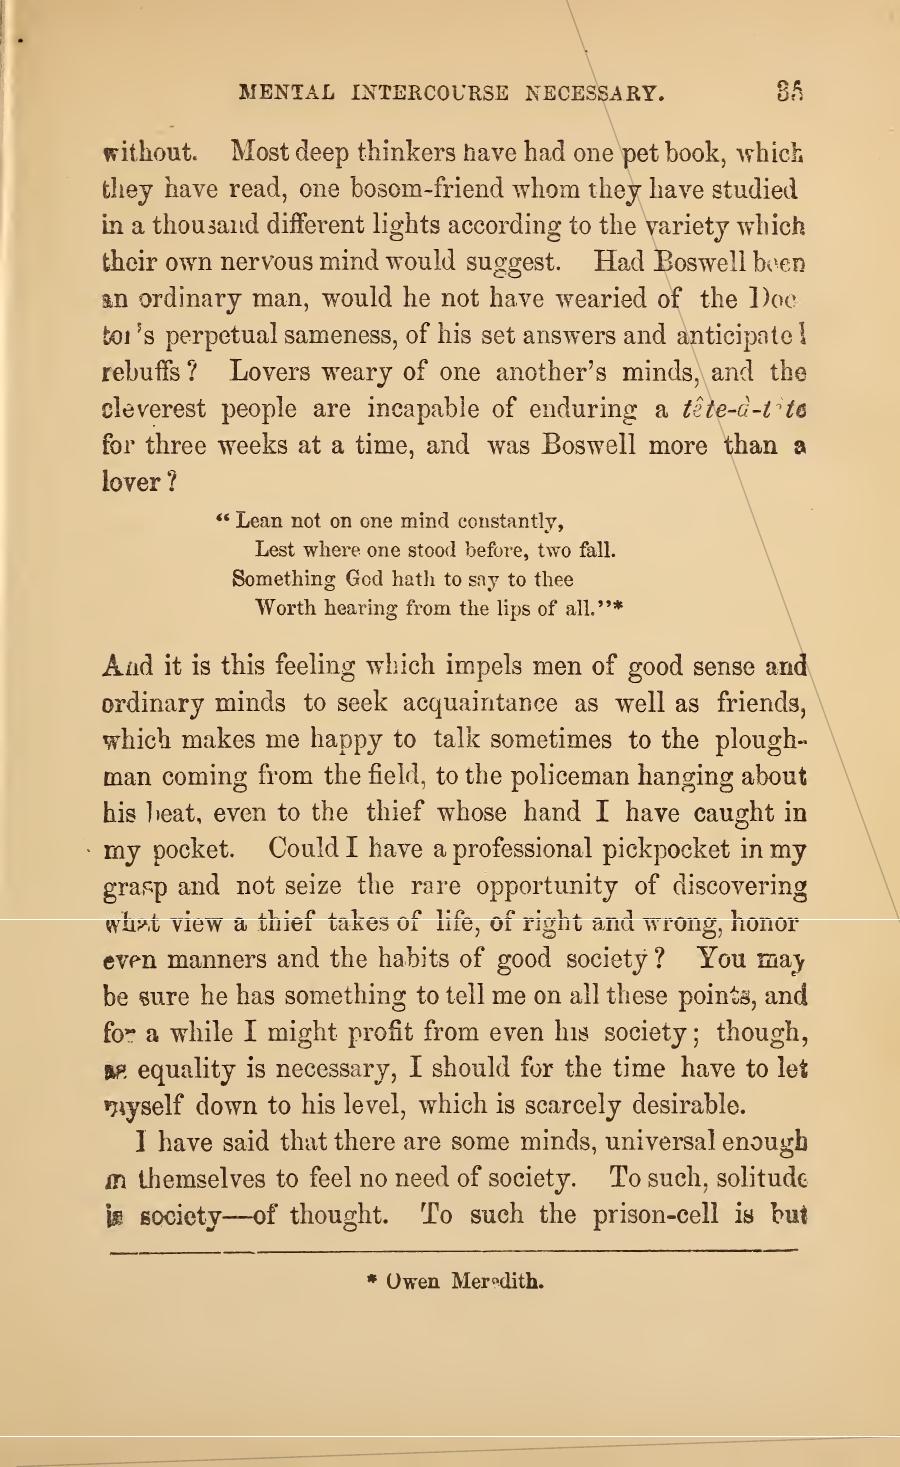 MENTAL INTERCOURSE NECESSARY. 35
without. Most deep thinkers have had one pet book, which
they have read, one bosom-friend whom they have studied
in a thousand different lights according to the variety which
their own nervous mind would suggest. Had Boswell been
an ordinary man, would he not have wearied of the Doc
tor's perpetual sameness, of his set answers and anticipated
rebuffs? Lovers weary of one another's minds, and the
cleverest people are incapable of enduring a tête-à-tête
for three weeks at a time, and was Boswell more than a
lover?
“Lean not on one mind constantly,
Lest where one stood before, two fall.
Something God hath to say to thee
Worth hearing from the lips of all.”*
And it is this feeling which impels men of good sense and
ordinary minds to seek acquaintance as well as friends,
which makes me happy to talk sometimes to the plough-
man coming from the field, to the policeman hanging about
his beat, even to the thief whose hand I have caught in
my pocket. Could I have a professional pickpocket in my
grasp and not seize the rare opportunity of discovering
what view a thief takes of life, of right and wrong, honor
even manners and the habits of good society? You may
be sure he has something to tell me on all these points, and
for a while I might profit from even his society; though,
as equality is necessary, I should for the time have to let
myself down to his level, which is scarcely desirable.
I have said that there are some minds, universal enough
in themselves to feel no need of society. To such, solitude
is society—of thought. To such the prison-cell is but
* Owen Meredith.